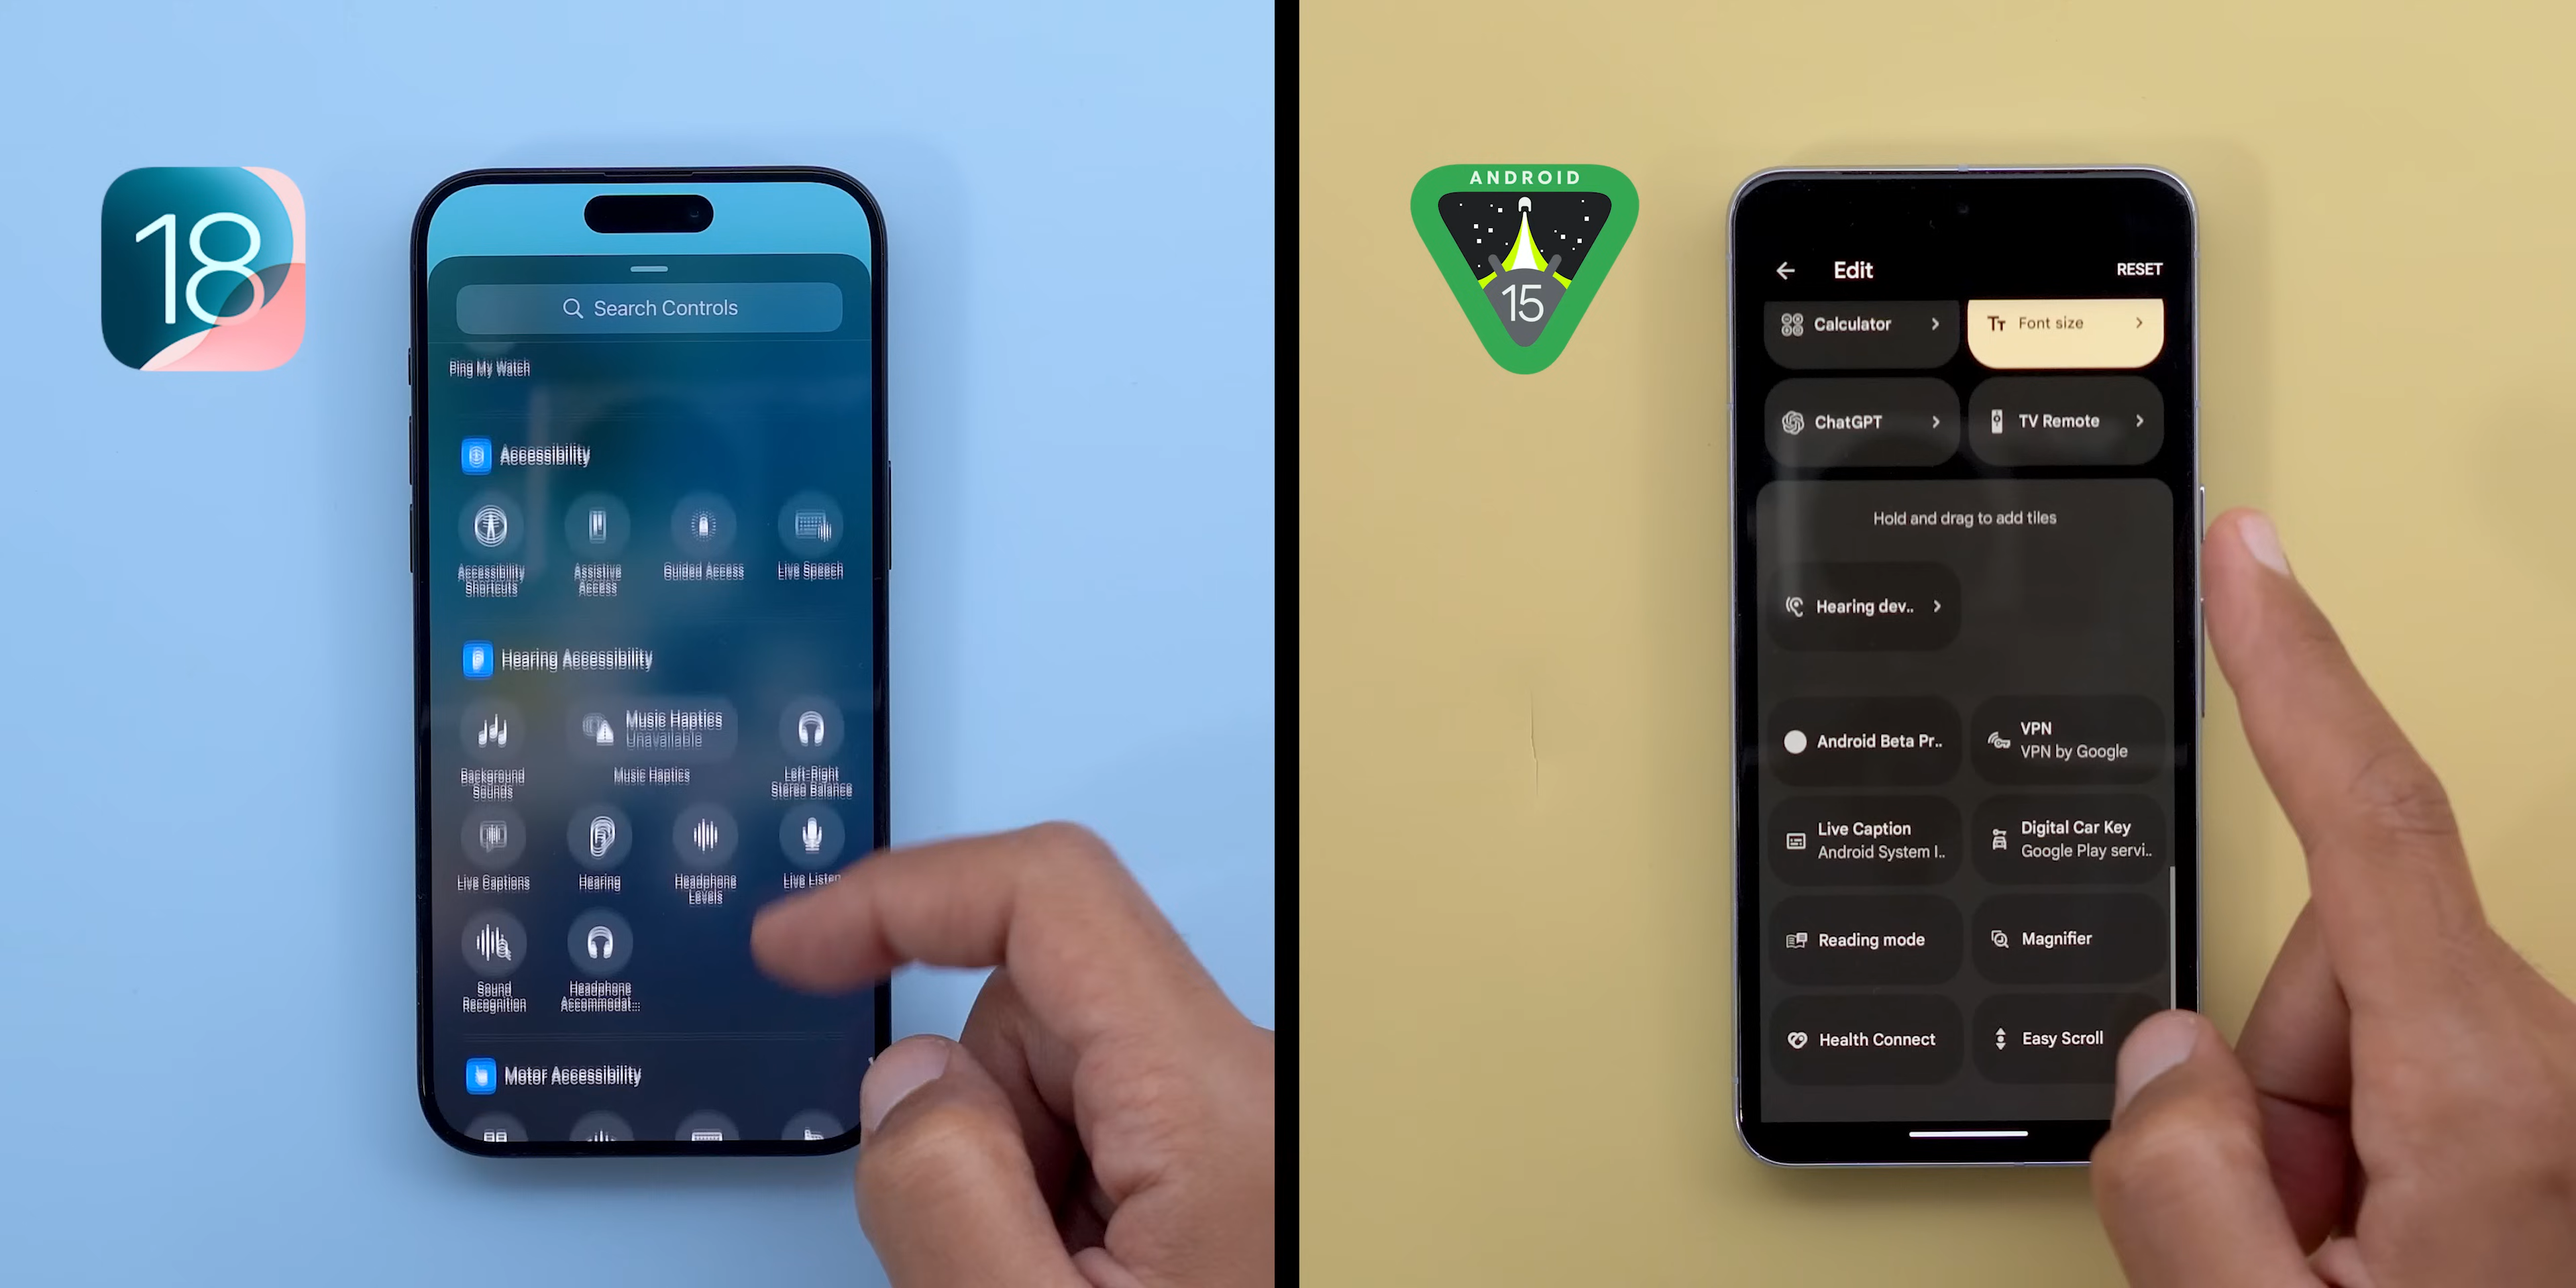 18
Search Controls
Ping My Watch
Accessibility
Accessibility
Shortcuts
Assistive
Access
Guided Access
Live Speech
Hearing Accessibility
Background
Sounds
Music Haptics
Unavailable
Music Haptics
Left-Right
Stereo Balance
Live Captions
Hearing
Headphone
Levels
Live Listen
Sound
Recognition
Headphone
Accommodat...
Motor Accessibility
ANDROID
15
Edit
RESET
Calculator
Font size
ChatGPT
TV Remote
Hold and drag to add tiles
Hearing dev..
Android Beta Pr..
VPN
VPN by Google
Live Caption
Android System I..
Digital Car Key
Google Play servi..
Reading mode
Magnifier
Health Connect
Easy Scroll